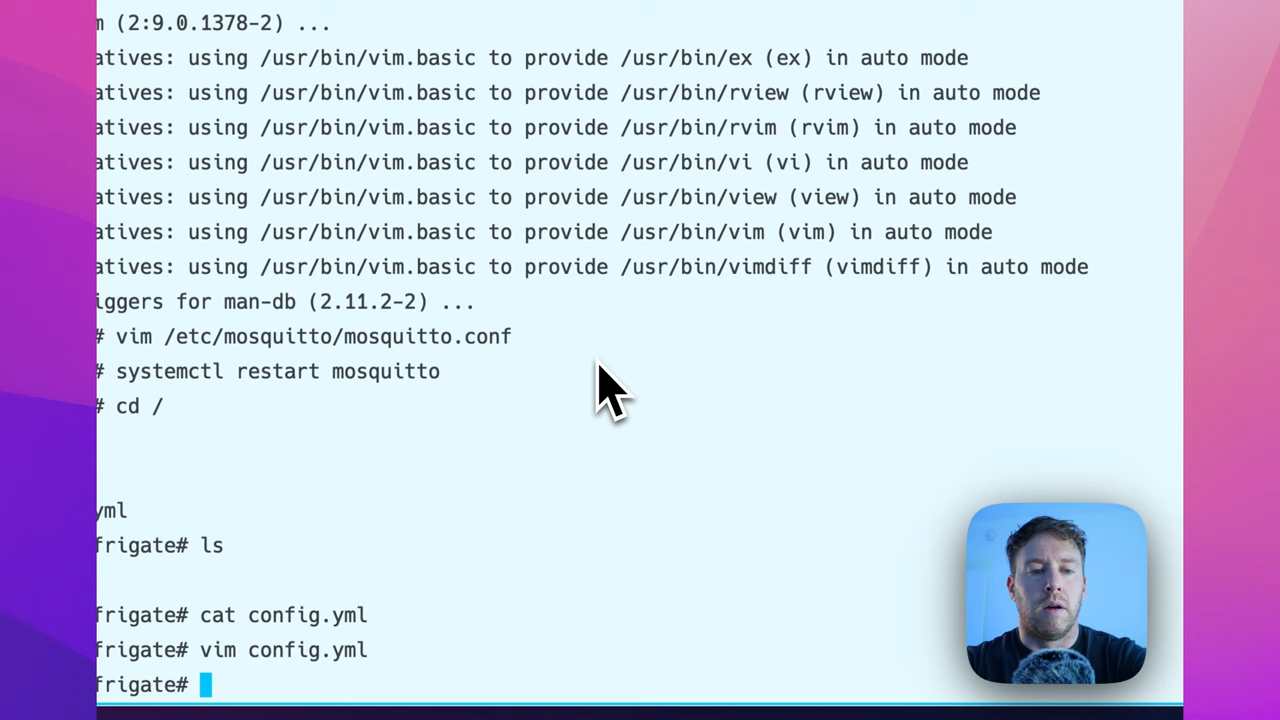 m (2:9.0.1378-2) ...
atives: using /usr/bin/vim.basic to provide /usr/bin/ex (ex) in auto mode
atives: using /usr/bin/vim.basic to provide /usr/bin/rview (rview) in auto mode
atives: using /usr/bin/vim.basic to provide /usr/bin/rvim (rvim) in auto mode
atives: using /usr/bin/vim.basic to provide /usr/bin/vi (vi) in auto mode
atives: using /usr/bin/vim.basic to provide /usr/bin/view (view) in auto mode
atives: using /usr/bin/vim.basic to provide /usr/bin/vim (vim) in auto mode
atives: using /usr/bin/vim.basic to provide /usr/bin/vimdiff (vimdiff) in auto mode
iggers for man-db (2.11.2-2) ...
# vim /etc/mosquitto/mosquitto.conf
# systemctl restart mosquitto
# cd /
yml
frigate# ls
frigate# cat config.yml
frigate# vim config.yml
frigate#